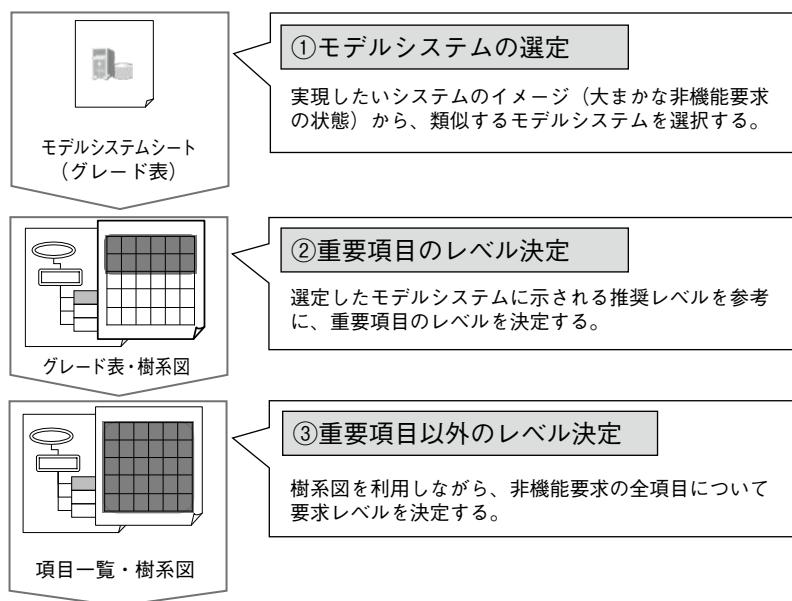 ①モデルシステムの選定
実現したいシステムのイメージ（大まかな非機能要求
の状態）から、類似するモデルシステムを選択する。
モデルシステムシート
（グレード表）
②重要項目のレベル決定
選定したモデルシステムに示される推奨レベルを参考
に、重要項目のレベルを決定する。
グレード表・樹系図
③重要項目以外のレベル決定
樹系図を利用しながら、非機能要求の全項目について
要求レベルを決定する。
項目一覧・樹系図